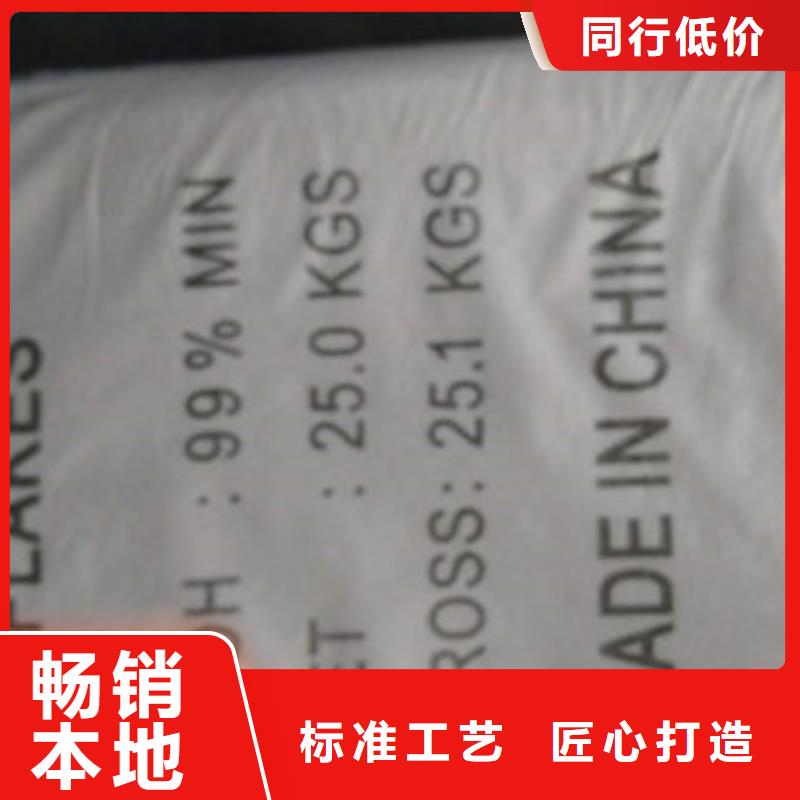 同行低价
FLAKES
OH : 99% MIN
ET : 25.0 KGS
ROSS: 25.1 KGS
ADE IN CHINA
畅销
本地
标准工艺 匠心打造